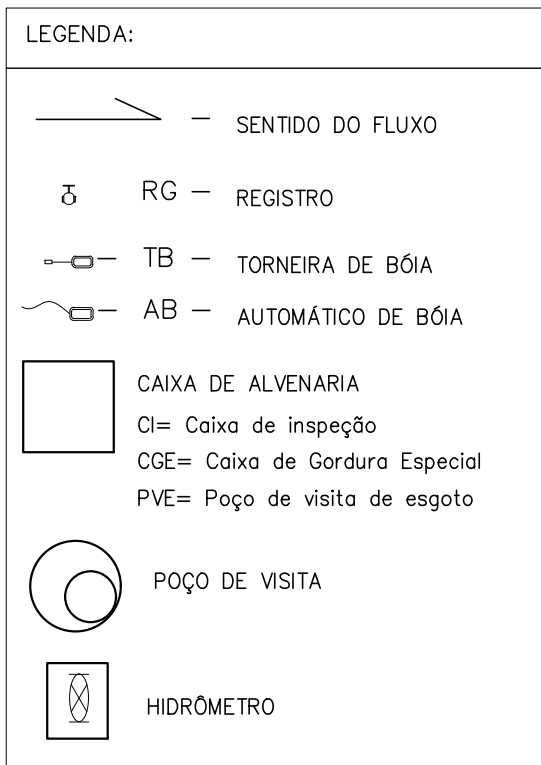 LEGENDA:
— SENTIDO DO FLUXO
RG — REGISTRO
— TB — TORNEIRA DE BÓIA
— AB — AUTOMÁTICO DE BÓIA
CAIXA DE ALVENARIA
CI= Caixa de inspeção
CGE= Caixa de Gordura Especial
PVE= Poço de visita de esgoto
POÇO DE VISITA
HIDRÔMETRO